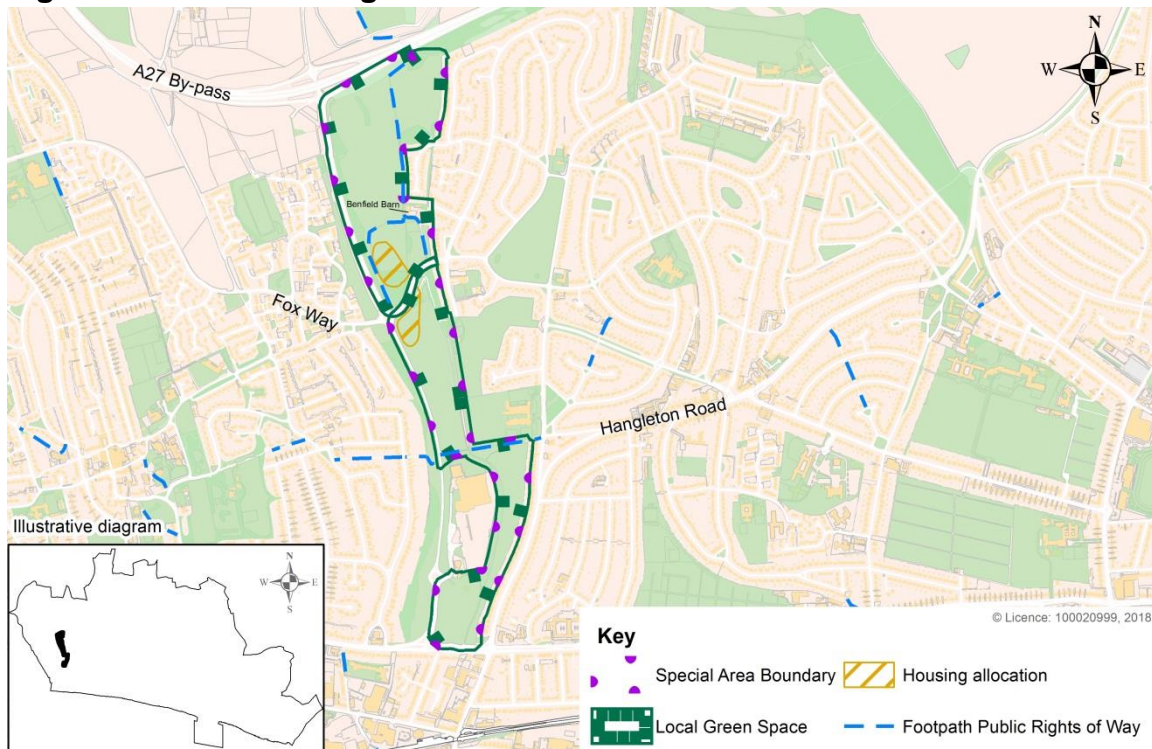 N
W E
S
A27 By-pass
Benfield Barn
Fox Way
Hangleton Road
Illustrative diagram
N
W E
S
© Licence: 100020999, 2018
Key
Special Area Boundary
Housing allocation
Local Green Space
Footpath Public Rights of Way